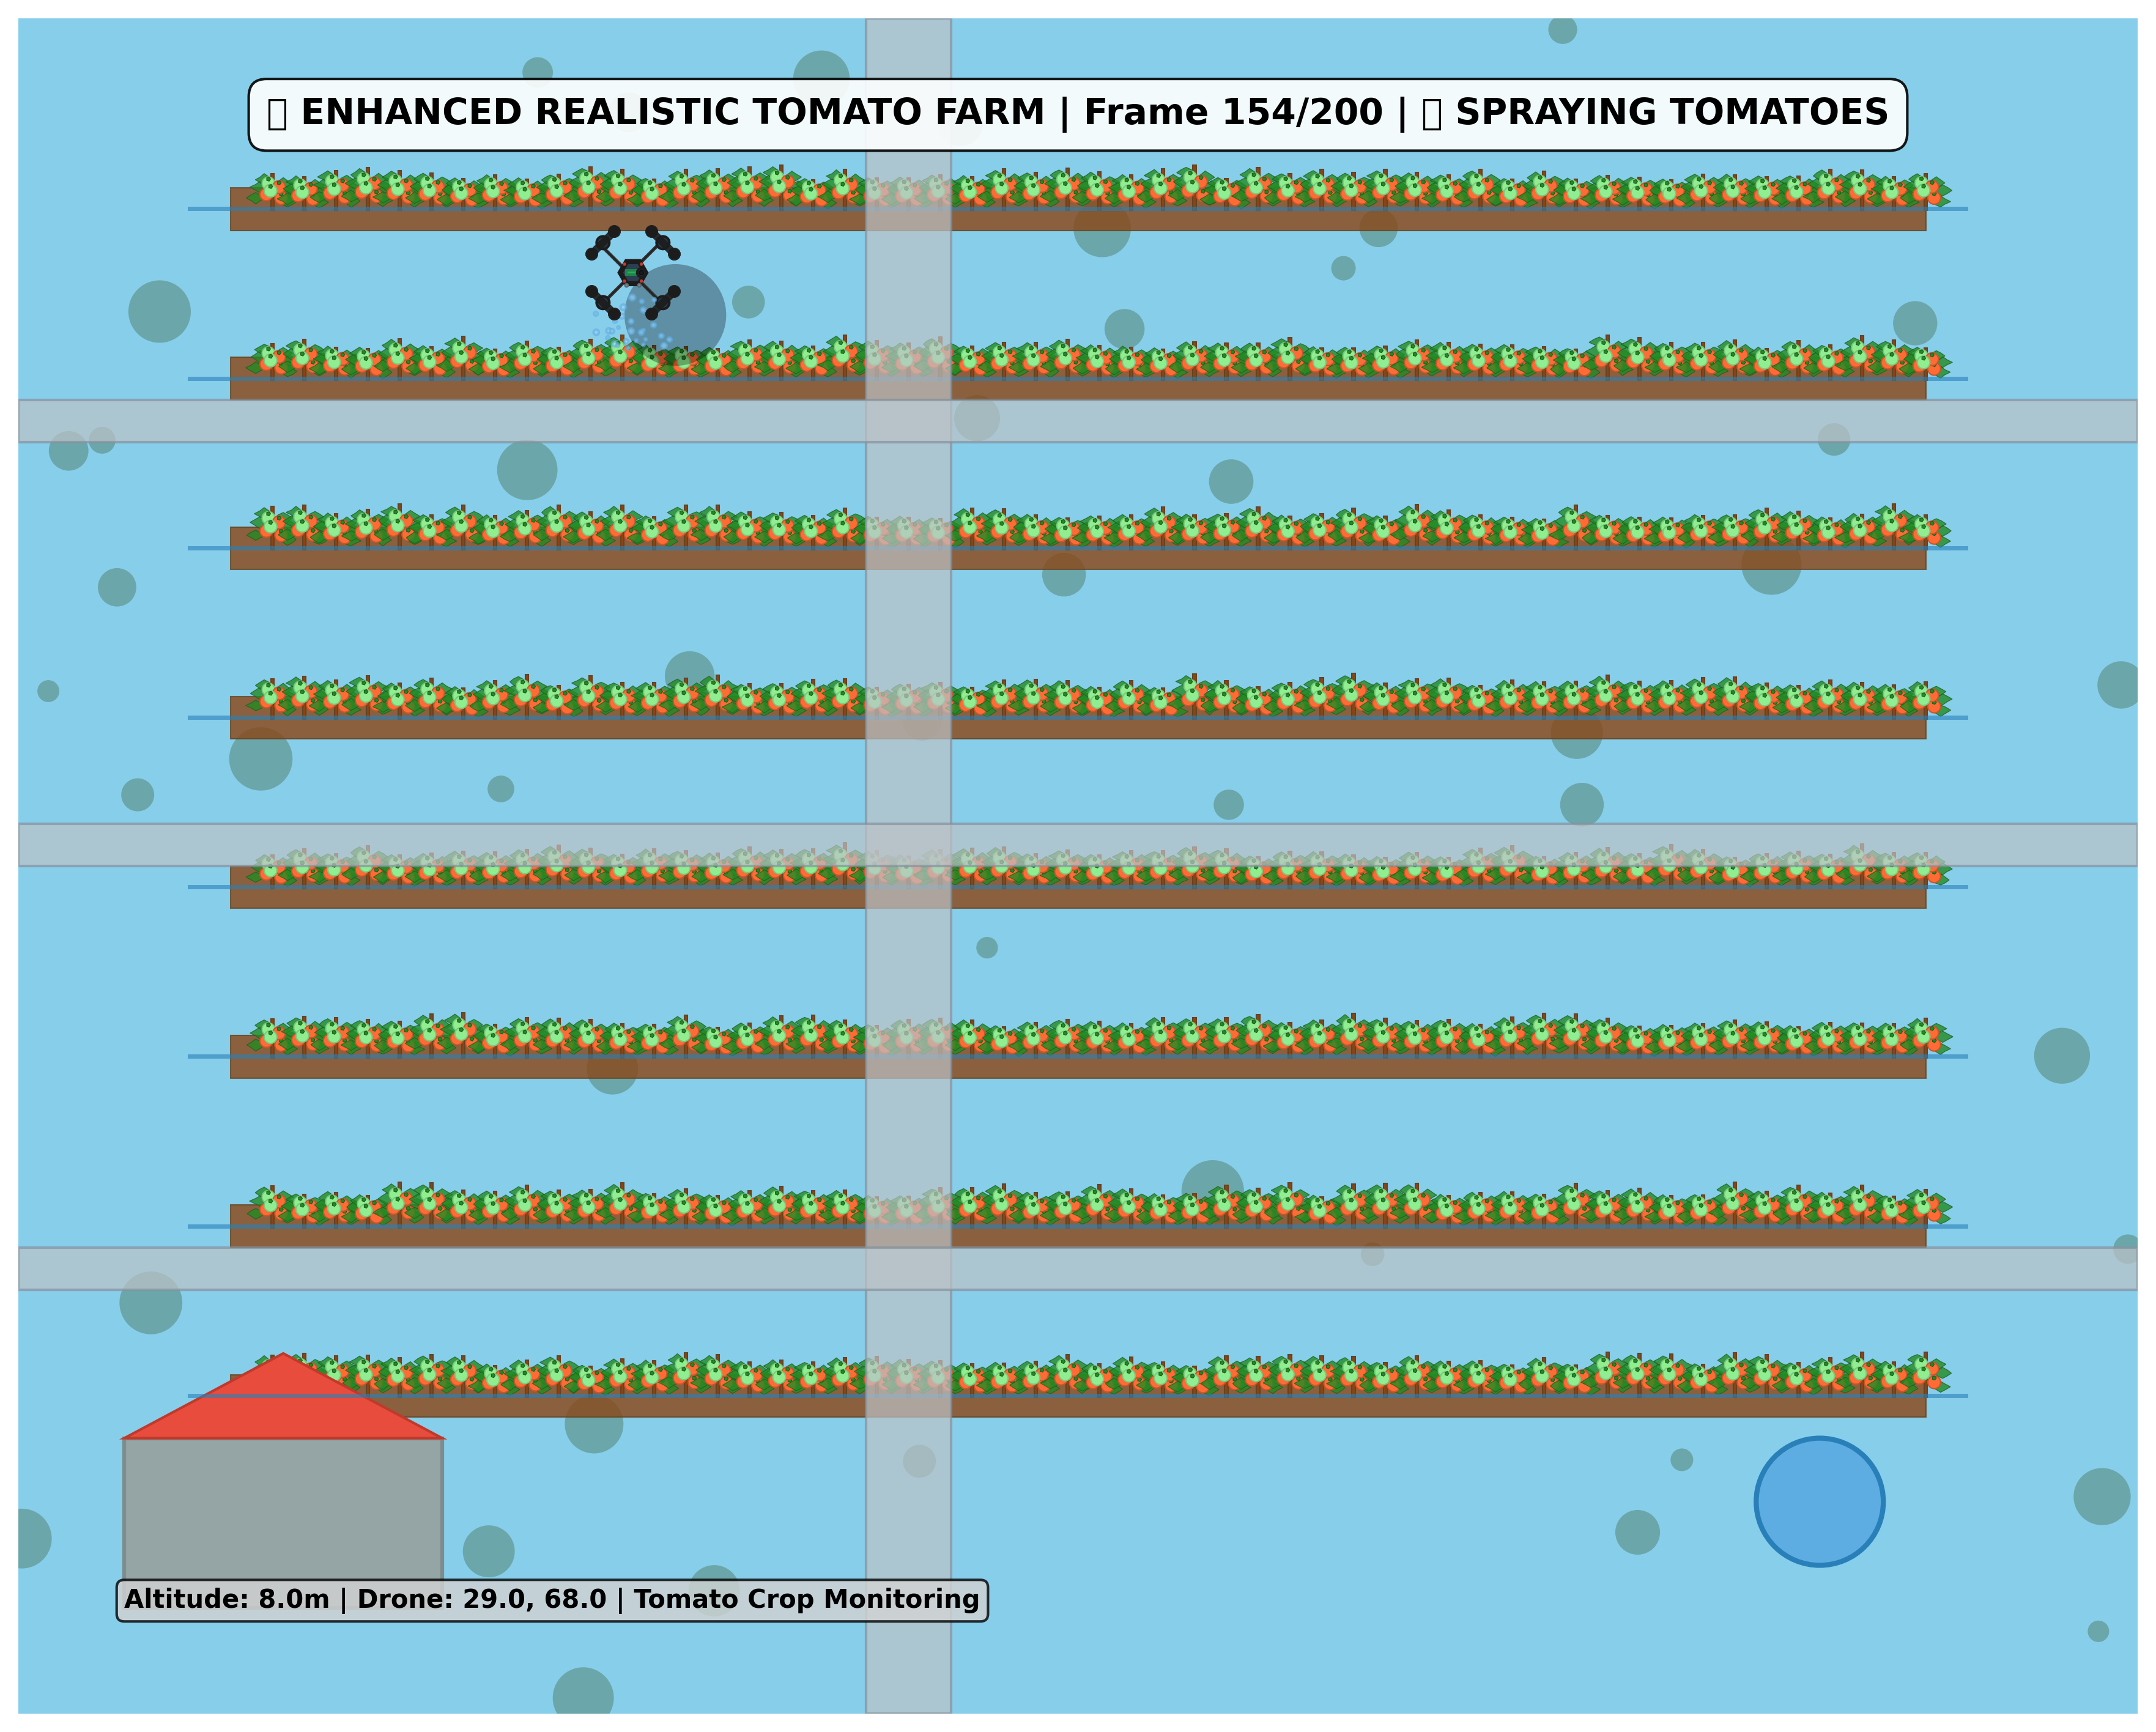 ▯ ENHANCED REALISTIC TOMATO FARM | Frame 154/200 | ▯ SPRAYING TOMATOES
Altitude: 8.0m | Drone: 29.0, 68.0 | Tomato Crop Monitoring